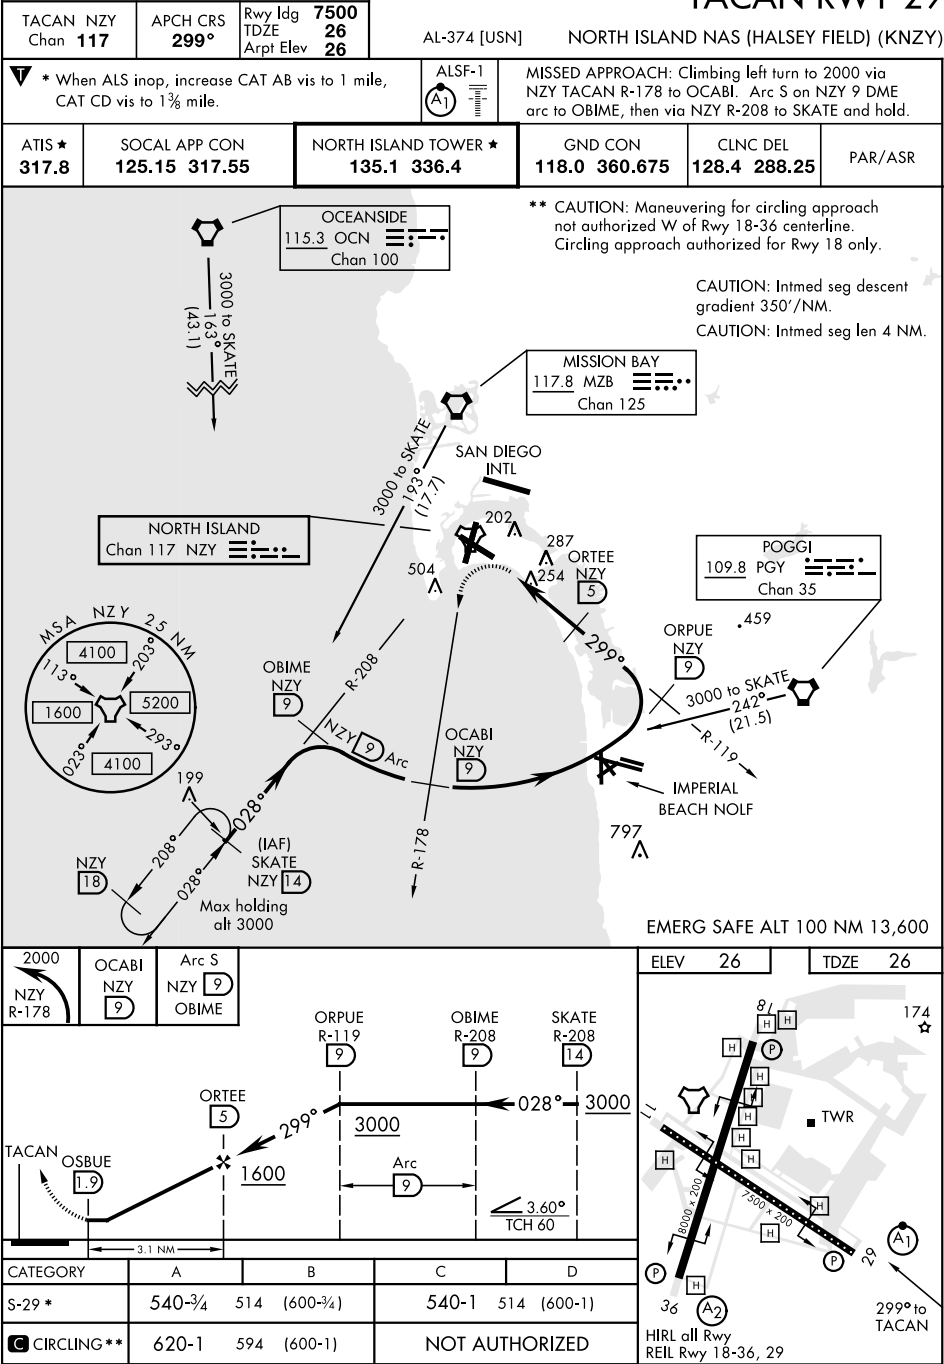 TACAN RWY 29
TACAN NZY
Chan 117
APCH CRS
299°
Rwy ldg 7500
TDZE 26
Arpt Elev 26
AL-374 [USN]
NORTH ISLAND NAS (HALSEY FIELD) (KNZY)
T
* When ALS inop, increase CAT AB vis to 1 mile,
CAT CD vis to 1⅜ mile.
ALSF-1
A1
MISSED APPROACH: Climbing left turn to 2000 via
NZY TACAN R-178 to OCABI. Arc S on NZY 9 DME
arc to OBIME, then via NZY R-208 to SKATE and hold.
ATIS ★
317.8
SOCAL APP CON
125.15 317.55
NORTH ISLAND TOWER ★
135.1 336.4
GND CON
118.0 360.675
CLNC DEL
128.4 288.25
PAR/ASR
** CAUTION: Maneuvering for circling approach
not authorized W of Rwy 18-36 centerline.
Circling approach authorized for Rwy 18 only.
CAUTION: Intmed seg descent
gradient 350'/NM.
CAUTION: Intmed seg len 4 NM.
OCEANSIDE
115.3 OCN
Chan 100
3000 to SKATE
163°
(43.1)
MISSION BAY
117.8 MZB
Chan 125
3000 to SKATE
193°
(17.7)
SAN DIEGO
INTL
NORTH ISLAND
Chan 117 NZY
202
287
254
504
ORTEE
NZY
5
299°
POGGI
109.8 PGY
Chan 35
459
ORPUE
NZY
9
3000 to SKATE
242°
(21.5)
R-119
MSA NZY 25 NM
4100
203°
113°
1600
5200
023°
293°
4100
OBIME
NZY
9
R-208
NZY 9 Arc
OCABI
NZY
9
R-178
IMPERIAL
BEACH NOLF
797
199
028°
(IAF)
SKATE
NZY 14
208°
028°
NZY
18
Max holding
alt 3000
EMERG SAFE ALT 100 NM 13,600
2000
NZY
R-178
OCABI
NZY
9
Arc S
NZY 9
OBIME
ORPUE
R-119
9
OBIME
R-208
9
SKATE
R-208
14
ORTEE
5
299°
028°
3000
3000
1600
TACAN
OSBUE
1.9
Arc
9
3.60°
TCH 60
3.1 NM
ELEV 26
TDZE 26
174
18
H
H
H
P
H
H
H
H
H
TWR
11
H
8000 x 200
7500 x 200
H
H
A1
P
29
P
H
36
A2
299° to
TACAN
HIRL all Rwy
REIL Rwy 18-36, 29
CATEGORY A B C D
S-29 * 540-¾ 514 (600-¾) 540-1 514 (600-1)
C CIRCLING ** 620-1 594 (600-1) NOT AUTHORIZED